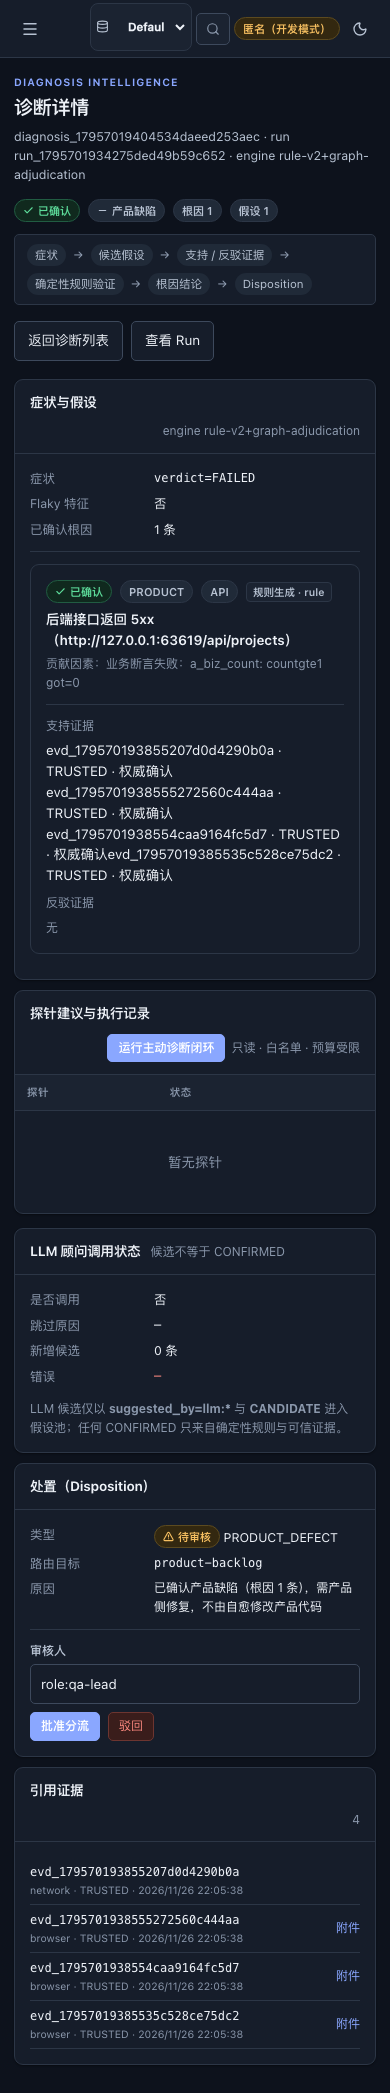 Defaul
匿名（开发模式）
DIAGNOSIS INTELLIGENCE
诊断详情
diagnosis_17957019404534daeed253aec · run
run_1795701934275ded49b59c652 · engine rule-v2+graph-
adjudication
已确认 产品缺陷 根因 1 假设 1
症状 → 候选假设 → 支持 / 反驳证据 →
确定性规则验证 → 根因结论 → Disposition
返回诊断列表 查看 Run
症状与假设
engine rule-v2+graph-adjudication
症状 verdict=FAILED
Flaky 特征 否
已确认根因 1 条
已确认 PRODUCT API 规则生成 · rule
后端接口返回 5xx
（http://127.0.0.1:63619/api/projects）
贡献因素：业务断言失败：a_biz_count: countgte1
got=0
支持证据
evd_179570193855207d0d4290b0a ·
TRUSTED · 权威确认
evd_1795701938555272560c444aa ·
TRUSTED · 权威确认
evd_1795701938554caa9164fc5d7 · TRUSTED
· 权威确认evd_17957019385535c528ce75dc2 ·
TRUSTED · 权威确认
反驳证据
无
探针建议与执行记录
运行主动诊断闭环 只读 · 白名单 · 预算受限
探针 状态
暂无探针
LLM 顾问调用状态 候选不等于 CONFIRMED
是否调用 否
跳过原因 —
新增候选 0 条
错误 —
LLM 候选仅以 suggested_by=llm:* 与 CANDIDATE 进入
假设池；任何 CONFIRMED 只来自确定性规则与可信证据。
处置（Disposition）
类型 待审核 PRODUCT_DEFECT
路由目标 product-backlog
原因 已确认产品缺陷（根因 1 条），需产品
侧修复，不由自愈修改产品代码
审核人
role:qa-lead
批准分流 驳回
引用证据
4
evd_179570193855207d0d4290b0a
network · TRUSTED · 2026/11/26 22:05:38
evd_1795701938555272560c444aa 附件
browser · TRUSTED · 2026/11/26 22:05:38
evd_1795701938554caa9164fc5d7 附件
browser · TRUSTED · 2026/11/26 22:05:38
evd_17957019385535c528ce75dc2 附件
browser · TRUSTED · 2026/11/26 22:05:38